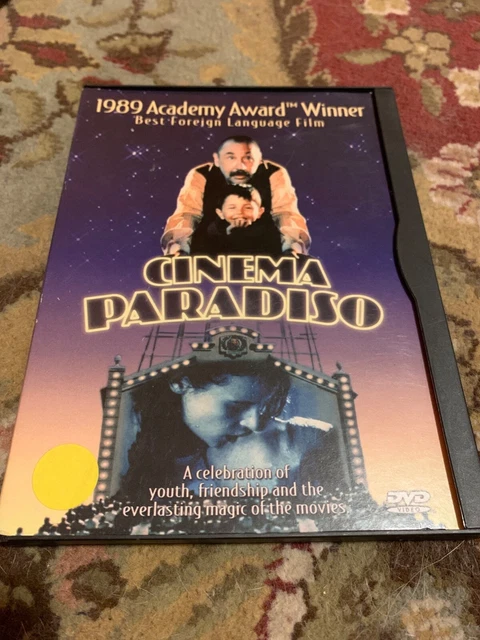 1989 Academy Award™ Winner
Best Foreign Language Film
CINEMA
PARADISO
A celebration of
youth, friendship and the
everlasting magic of the movies.
DVD
VIDEO